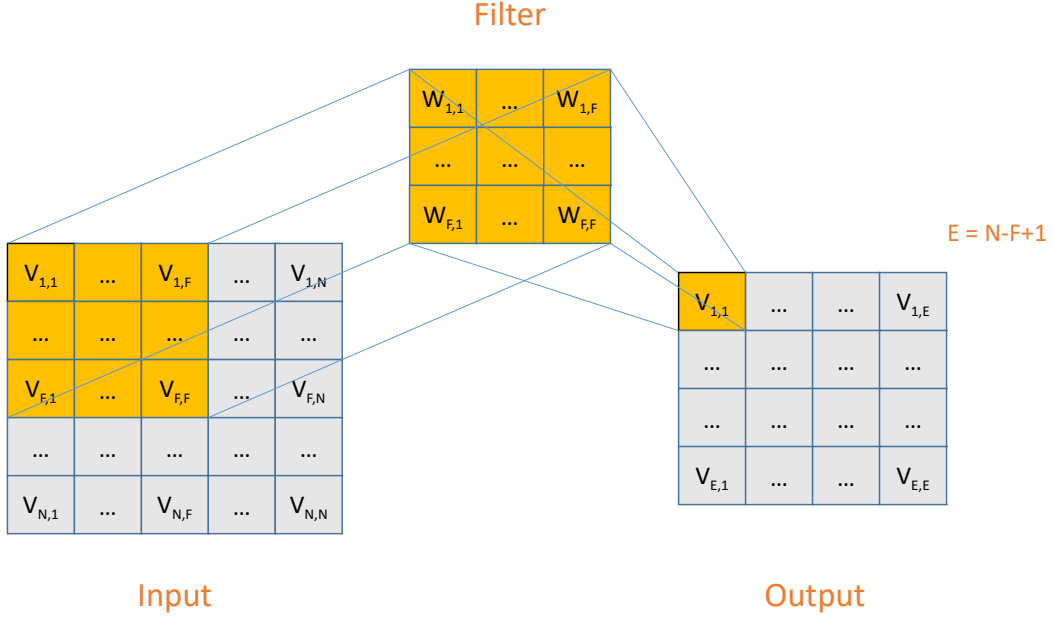 Filter
W1,1 ... W1,F
... ... ...
WF,1 ... WF,F
E = N-F+1
V1,1 ... V1,F ... V1,N
... ... ... ... ...
VF,1 ... VF,F ... VF,N
... ... ... ... ...
VN,1 ... VN,F ... VN,N
V1,1 ... ... V1,E
... ... ... ...
... ... ... ...
VE,1 ... ... VE,E
Input
Output